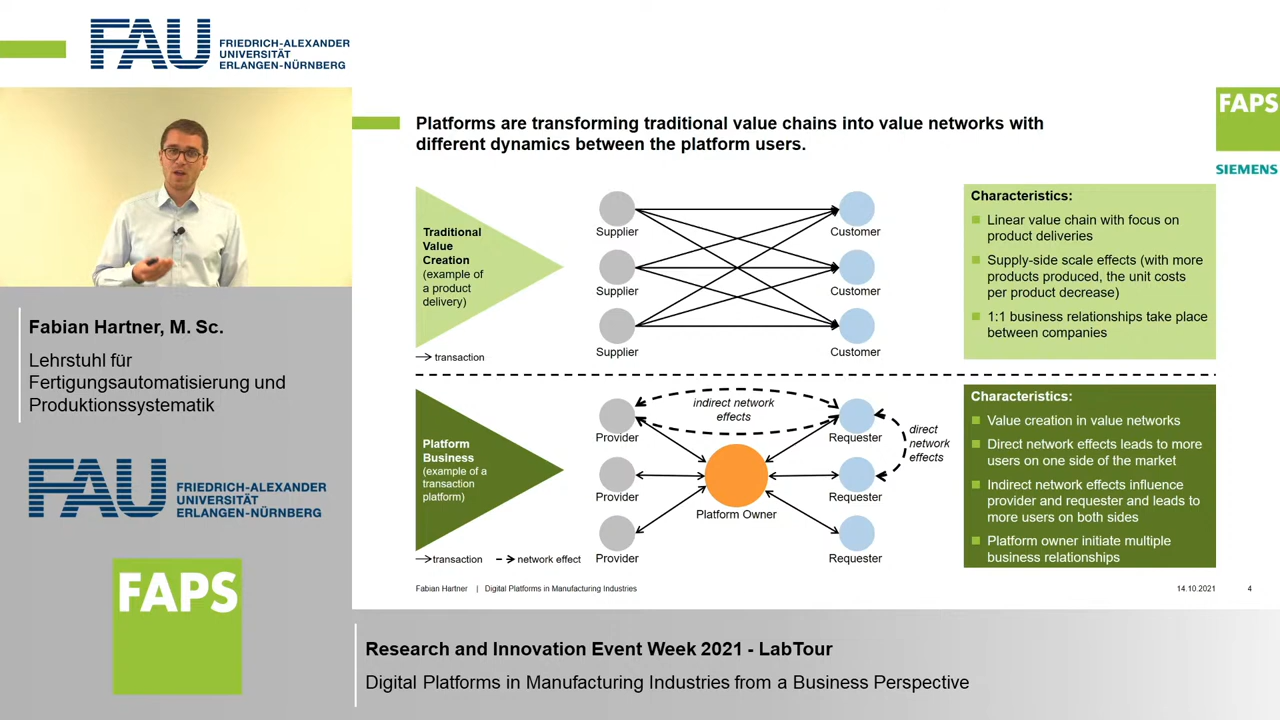 FAU
FRIEDRICH-ALEXANDER
UNIVERSITÄT
ERLANGEN-NÜRNBERG
FAPS
SIEMENS
Platforms are transforming traditional value chains into value networks with
different dynamics between the platform users.
Traditional
Value
Creation
(example of
a product
delivery)
transaction
Supplier
Supplier
Supplier
Customer
Customer
Customer
Characteristics:
Linear value chain with focus on
product deliveries
Supply-side scale effects (with more
products produced, the unit costs
per product decrease)
1:1 business relationships take place
between companies
Platform
Business
(example of a
transaction
platform)
transaction
network effect
Provider
Provider
Provider
indirect network
effects
Platform Owner
Requester
Requester
Requester
direct
network
effects
Characteristics:
Value creation in value networks
Direct network effects leads to more
users on one side of the market
Indirect network effects influence
provider and requester and leads to
more users on both sides
Platform owner initiate multiple
business relationships
Fabian Hartner | Digital Platforms in Manufacturing Industries
14.10.2021
4
Fabian Hartner, M. Sc.
Lehrstuhl für
Fertigungsautomatisierung und
Produktionssystematik
FAU
FRIEDRICH-ALEXANDER
UNIVERSITÄT
ERLANGEN-NÜRNBERG
FAPS
Research and Innovation Event Week 2021 - LabTour
Digital Platforms in Manufacturing Industries from a Business Perspective